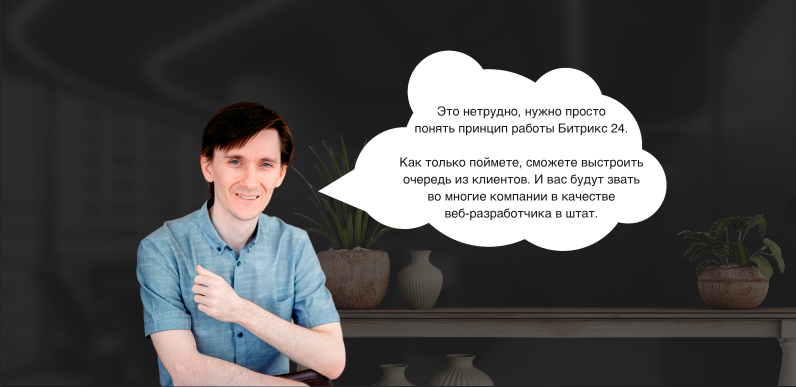 Это нетрудно, нужно просто
понять принцип работы Битрикс 24.
Как только поймете, сможете выстроить
очередь из клиентов. И вас будут звать
во многие компании в качестве
веб-разработчика в штат.